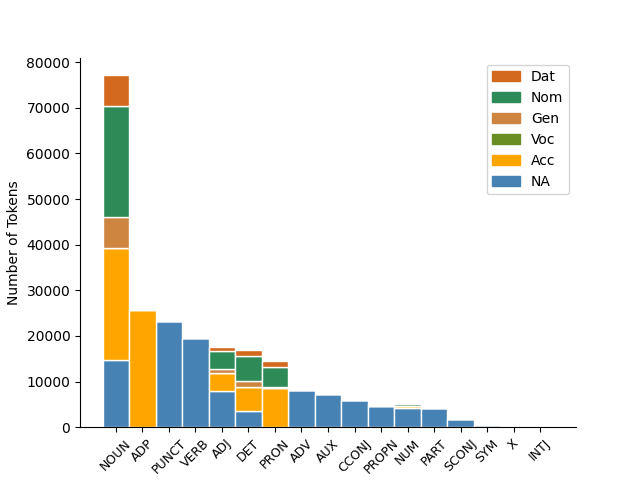 80000
70000
60000
50000
40000
30000
20000
10000
0
Number of Tokens
Dat
Nom
Gen
Voc
Acc
NA
NOUN
ADP
PUNCT
VERB
ADJ
DET
PRON
ADV
AUX
CCONJ
PROPN
NUM
PART
SCONJ
SYM
X
INTJ